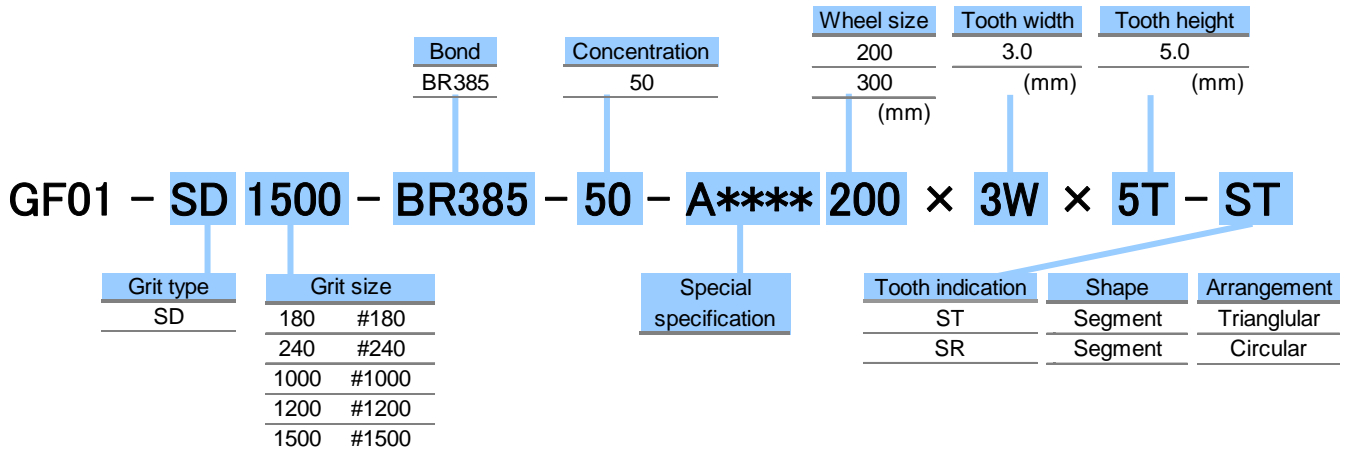 Wheel size Tooth width Tooth height
Bond Concentration 200 3.0 5.0
BR385 50 300 (mm) (mm)
(mm)
GF01 – SD 1500 – BR385 – 50 – A**** 200 × 3W × 5T – ST
Grit type Grit size Special specification Tooth indication Shape Arrangement
SD 180 #180 ST Segment Trianglular
240 #240 SR Segment Circular
1000 #1000
1200 #1200
1500 #1500